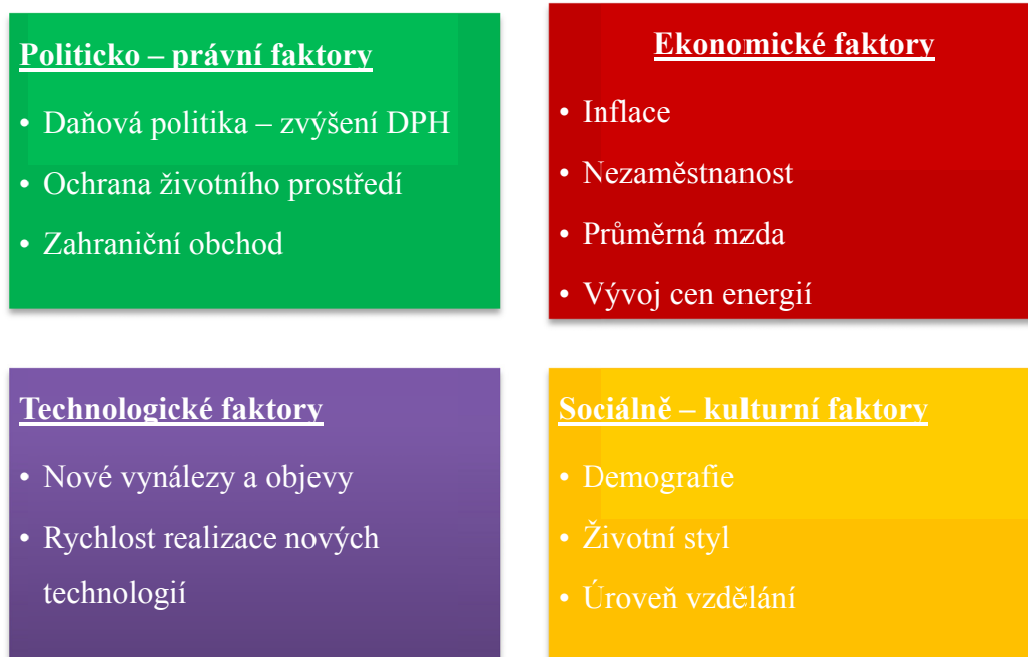 Politicko – právní faktory
• Daňová politika – zvýšení DPH
• Ochrana životního prostředí
• Zahraniční obchod
Ekonomické faktory
• Inflace
• Nezaměstnanost
• Průměrná mzda
• Vývoj cen energií
Technologické faktory
• Nové vynálezy a objevy
• Rychlost realizace nových
technologií
Sociálně – kulturní faktory
• Demografie
• Životní styl
• Úroveň vzdělání